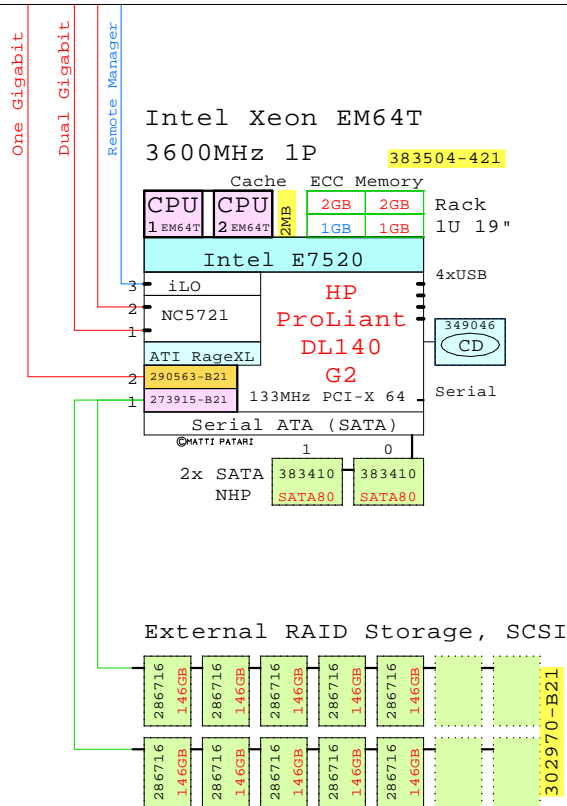 One Gigabit
Dual Gigabit
Remote Manager
Intel Xeon EM64T
3600MHz 1P
383504-421
Cache ECC Memory
CPU CPU 2MB 2GB 2GB Rack
1 EM64T 2 EM64T 1GB 1GB 1U 19"
Intel E7520
4xUSB
3 iLO
HP
2 NC5721
ProLiant
1
349046
DL140
CD
ATI RageXL
G2
2 290563-B21
1 273915-B21 133MHz PCI-X 64 Serial
Serial ATA (SATA)
©MATTI PATARI
1 0
2x SATA 383410 383410
NHP SATA80 SATA80
External RAID Storage, SCSI
286716 146GB 286716 146GB 286716 146GB 286716 146GB 286716 146GB
302970-B21
286716 146GB 286716 146GB 286716 146GB 286716 146GB 286716 146GB